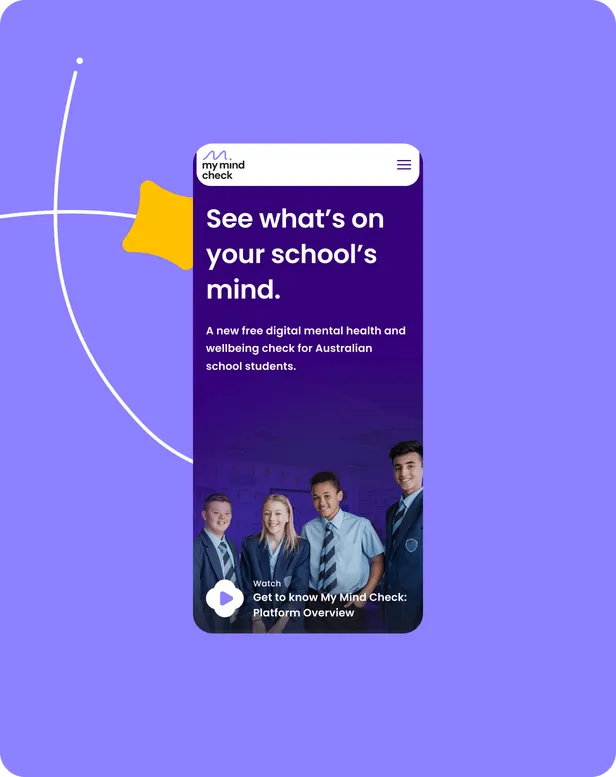 my mind
check
See what’s on
your school’s
mind.
A new free digital mental health and
wellbeing check for Australian
school students.
Watch
Get to know My Mind Check:
Platform Overview